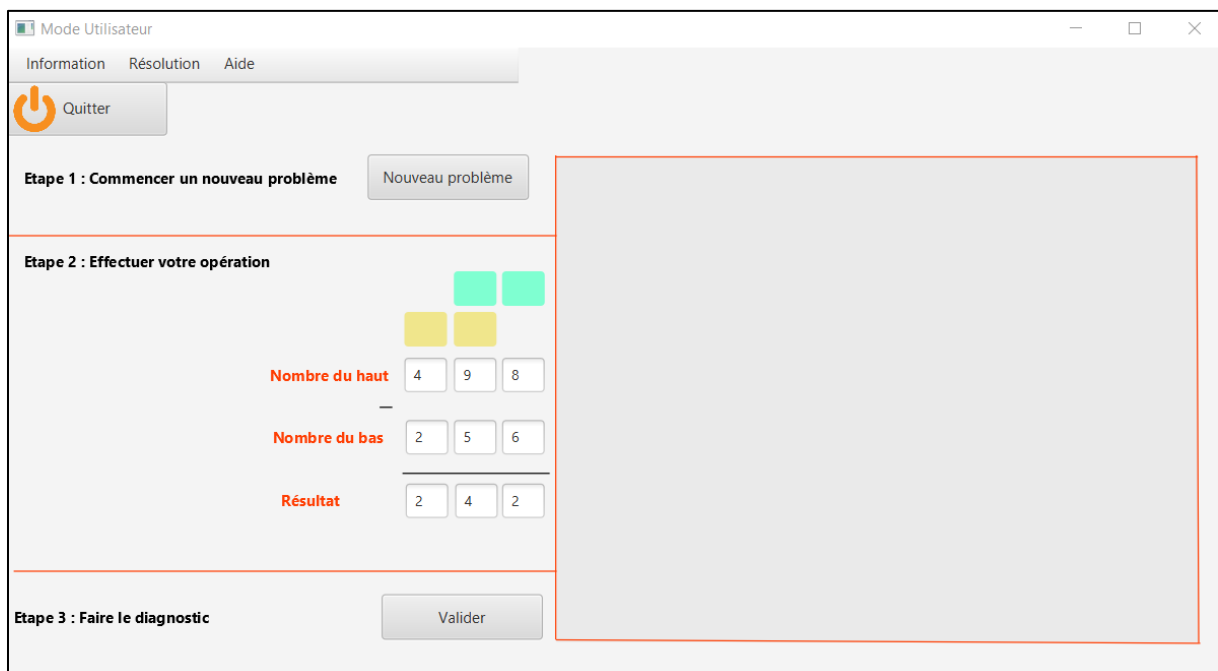 Mode Utilisateur
Information Résolution Aide
Quitter
Etape 1 : Commencer un nouveau problème Nouveau problème
Etape 2 : Effectuer votre opération
Nombre du haut 4 9 8
—
Nombre du bas 2 5 6
Résultat 2 4 2
Etape 3 : Faire le diagnostic Valider